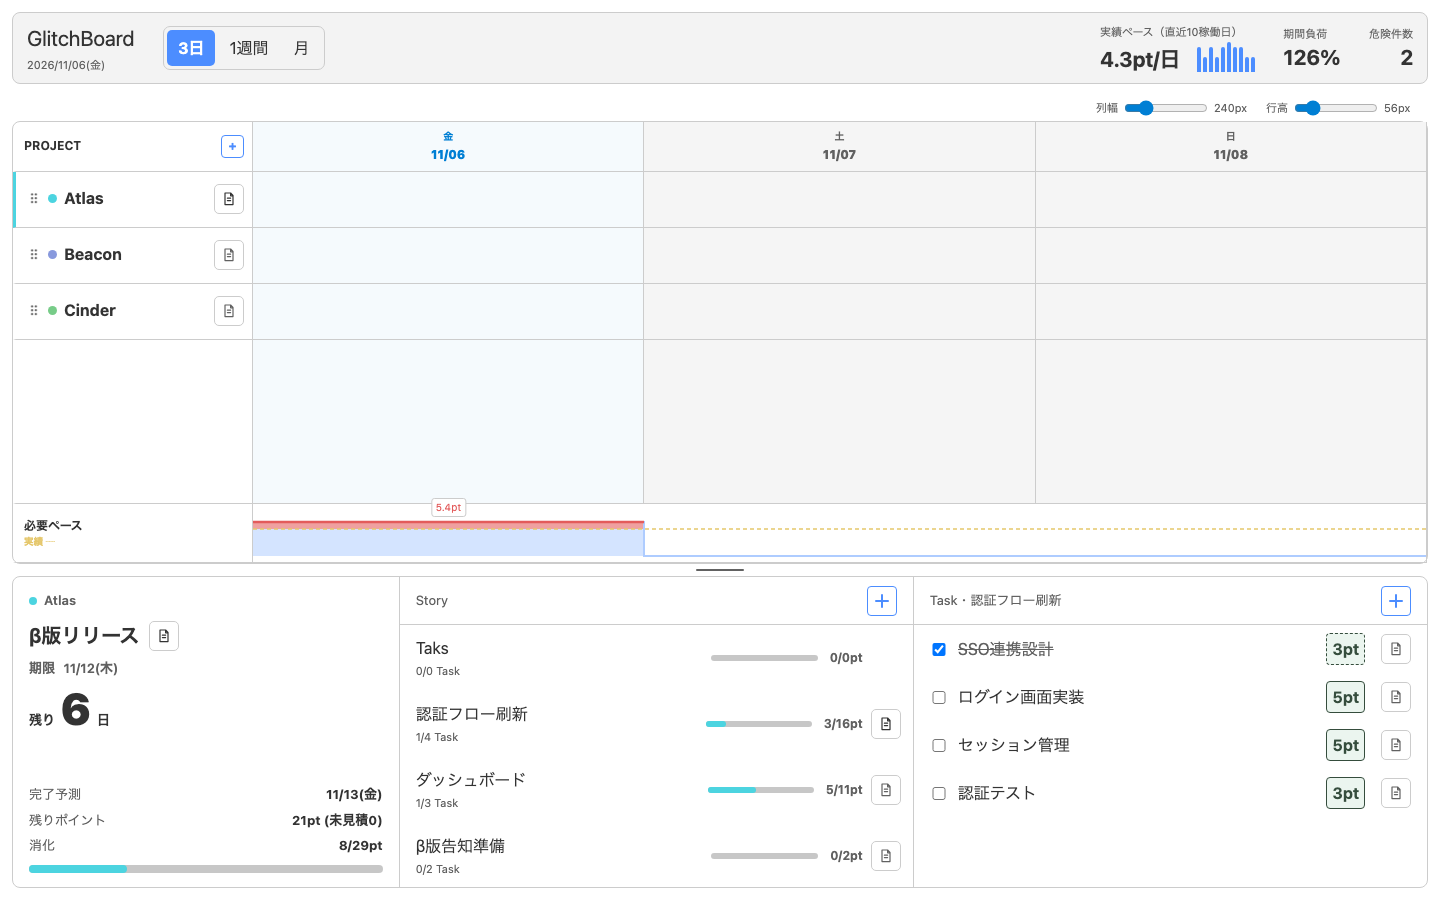 GlitchBoard
2026/11/06(金)
3日
1週間
月
実績ペース（直近10稼働日）
4.3pt/日
期間負荷
126%
危険件数
2
列幅
240px
行高
56px
PROJECT
+
金
11/06
土
11/07
日
11/08
Atlas
Beacon
Cinder
必要ペース
実績 ---
5.4pt
Atlas
β版リリース
期限 11/12(木)
残り 6 日
完了予測 11/13(金)
残りポイント 21pt (未見積0)
消化 8/29pt
Story
+
Taks
0/0 Task
0/0pt
認証フロー刷新
1/4 Task
3/16pt
ダッシュボード
1/3 Task
5/11pt
β版告知準備
0/2 Task
0/2pt
Task・認証フロー刷新
+
SSO連携設計
3pt
ログイン画面実装
5pt
セッション管理
5pt
認証テスト
3pt